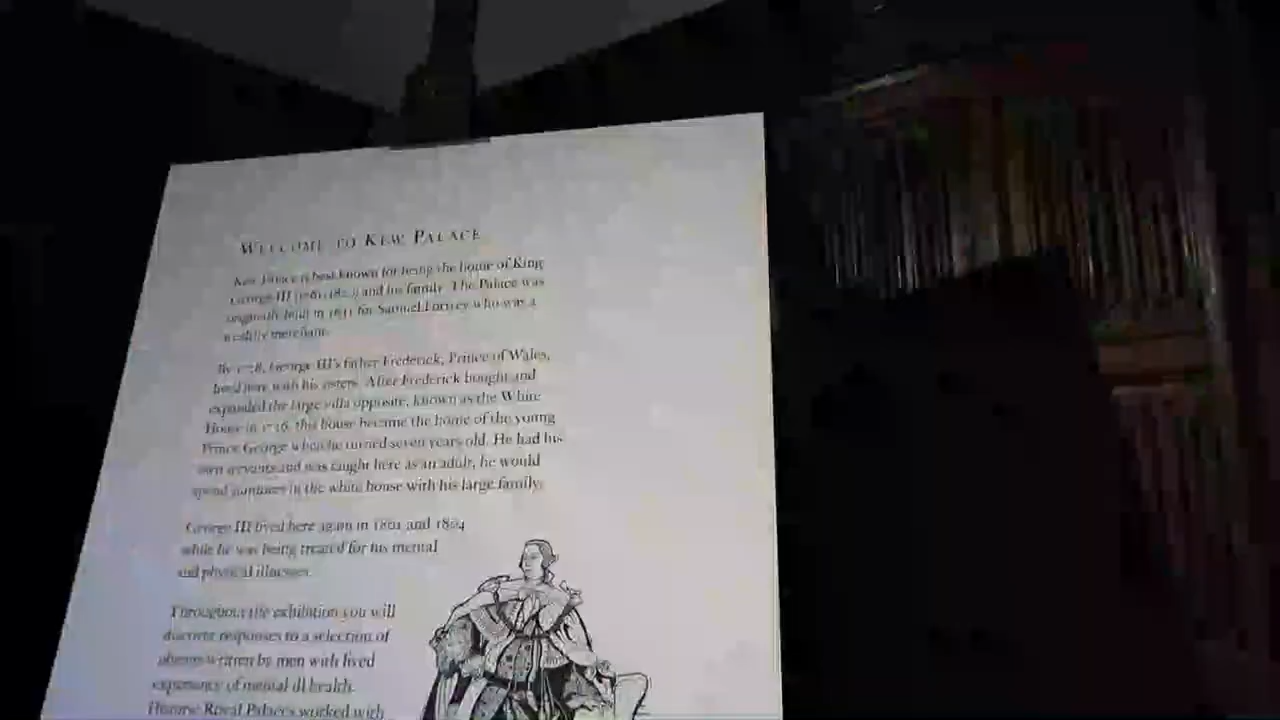 WELCOME TO KEW PALACE
Kew Palace is best known for being the home of King
George III (1760-1820) and his family. The Palace was
originally built in 1631 for Samuel Fortrey who was a
wealthy merchant.
By 1728, George III's father Frederick, Prince of Wales,
lived here with his sisters. After Frederick bought and
expanded the large villa opposite, known as the White
House in 1736, this house became the home of the young
Prince George when he turned seven years old. He had his
own servants and was taught here as an adult, he would
spend summers in the white house with his large family.
George III lived here again in 1801 and 1804
while he was being treated for his mental
and physical illnesses.
Throughout the exhibition you will
discover responses to a selection of
objects written by men with lived
experience of mental ill health.
Historic Royal Palaces worked with